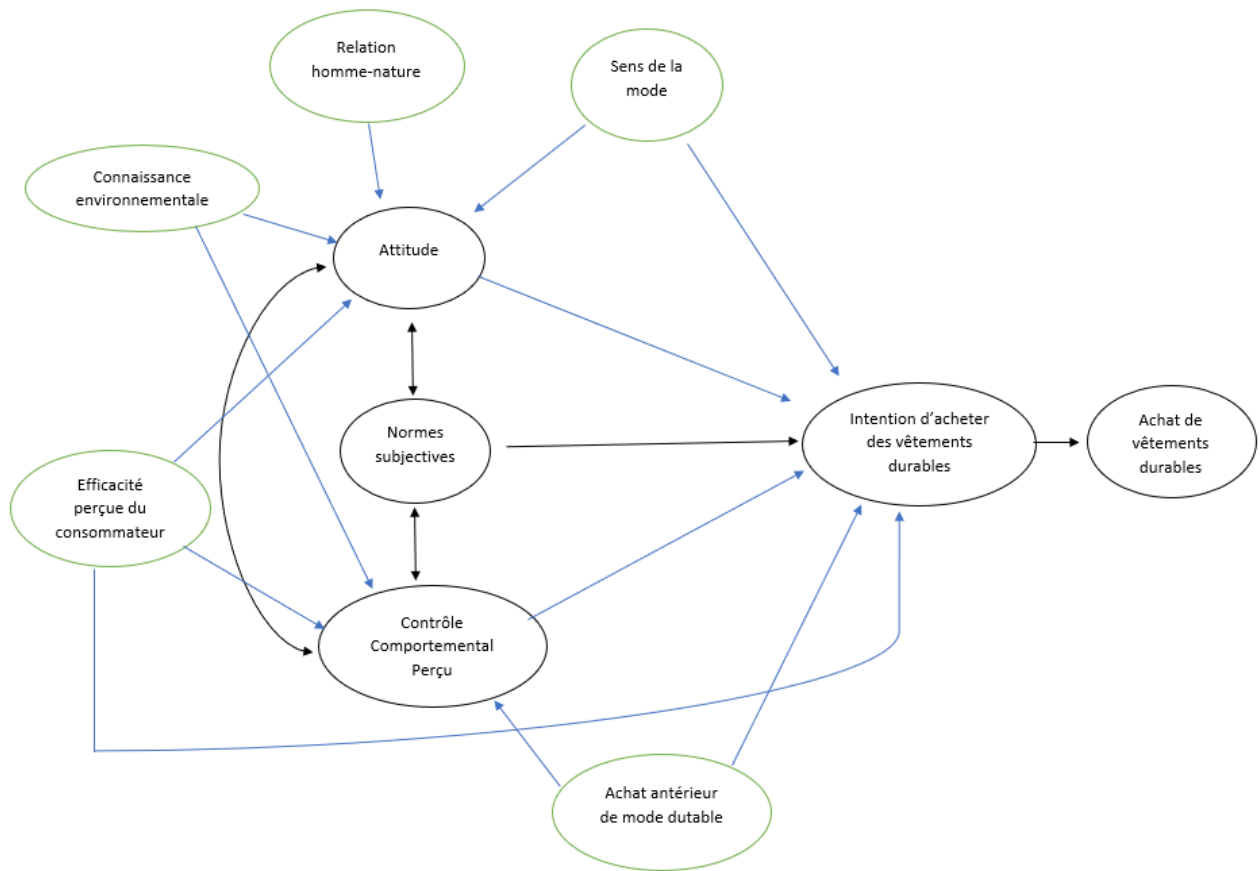 Relation
homme-nature
Sens de la
mode
Connaissance
environnementale
Attitude
Normes
subjectives
Intention d’acheter
des vêtements
durables
Achat de
vêtements
durables
Efficacité
perçue du
consommateur
Contrôle
Comportemental
Perçu
Achat antérieur
de mode dutable